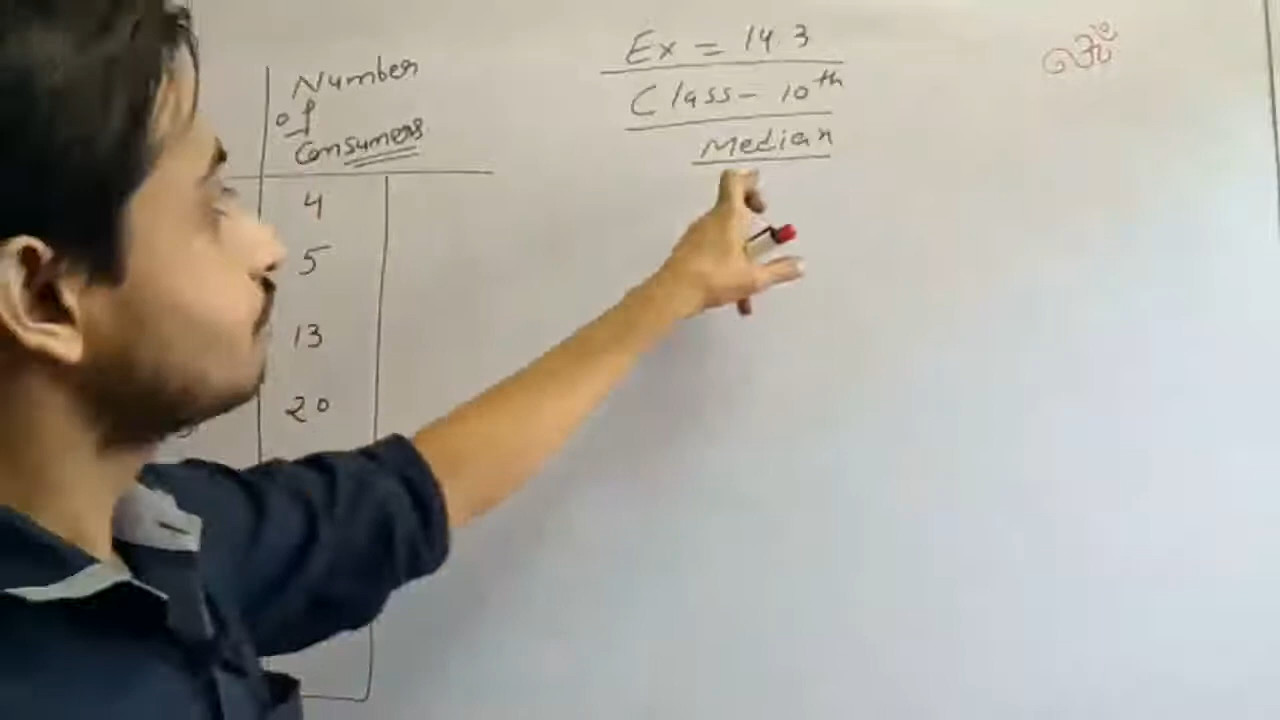 Ex = 14.3
Class - 10th
Median
ॐ
Number
of
Consumers
4
5
13
20